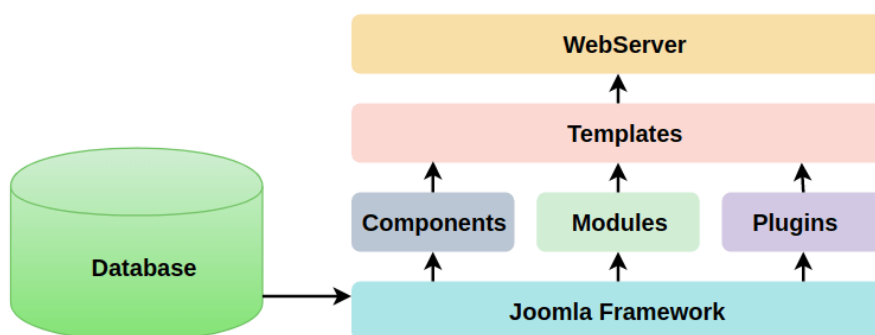 WebServer
Templates
Components
Modules
Plugins
Database
Joomla Framework